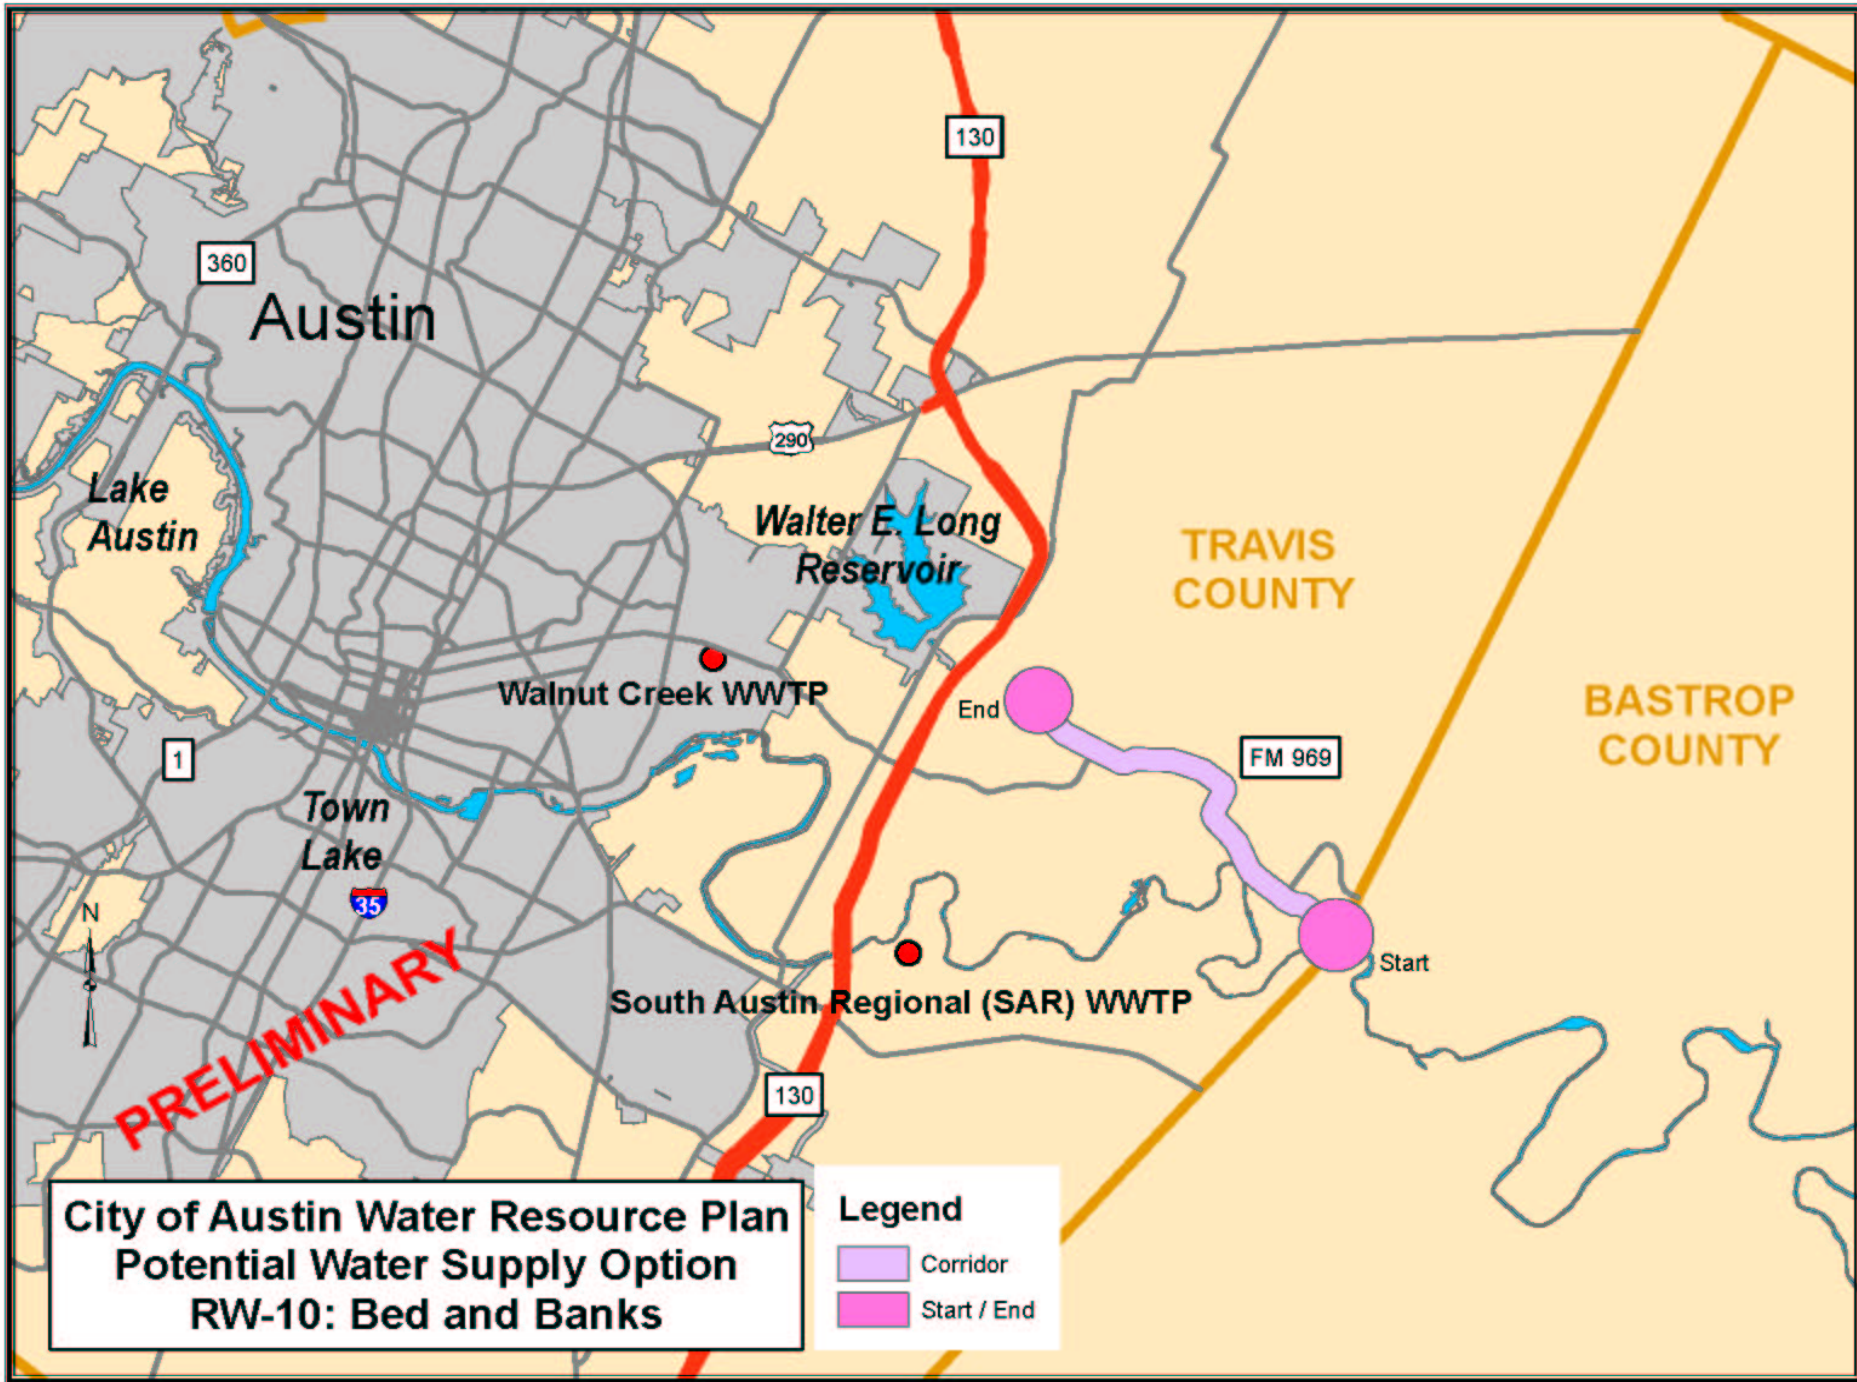 130
360
Austin
290
Lake
Austin
Walter E. Long
Reservoir
TRAVIS
COUNTY
Walnut Creek WWTP
End
BASTROP
COUNTY
FM 969
1
Town
Lake
35
N
PRELIMINARY
Start
South Austin Regional (SAR) WWTP
130
City of Austin Water Resource Plan
Potential Water Supply Option
RW-10: Bed and Banks
Legend
Corridor
Start / End